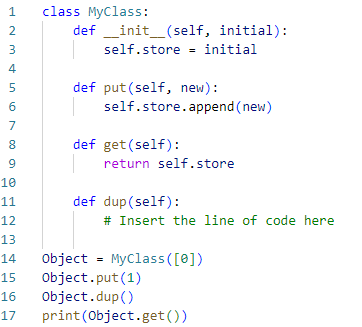 1 class MyClass:
2     def __init__(self, initial):
3         self.store = initial
4
5     def put(self, new):
6         self.store.append(new)
7
8     def get(self):
9         return self.store
10
11     def dup(self):
12         # Insert the line of code here
13
14 Object = MyClass([0])
15 Object.put(1)
16 Object.dup()
17 print(Object.get())